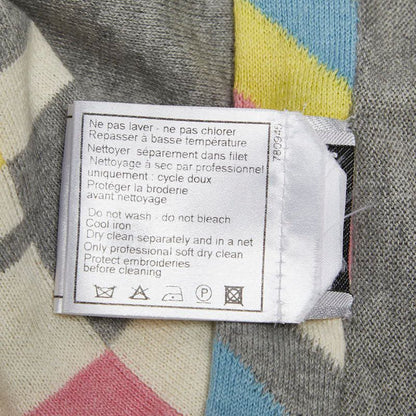 Ne pas laver - ne pas chlorer
Repasser à basse température
Nettoyer séparement dans filet
Nettoyage à sec par professionnel
uniquement : cycle doux
Protéger la broderie
avant nettoyage
Do not wash - do not bleach
Cool iron
Dry clean separately and in a net
Only professional soft dry clean
Protect embroideries
before cleaning
P
780948